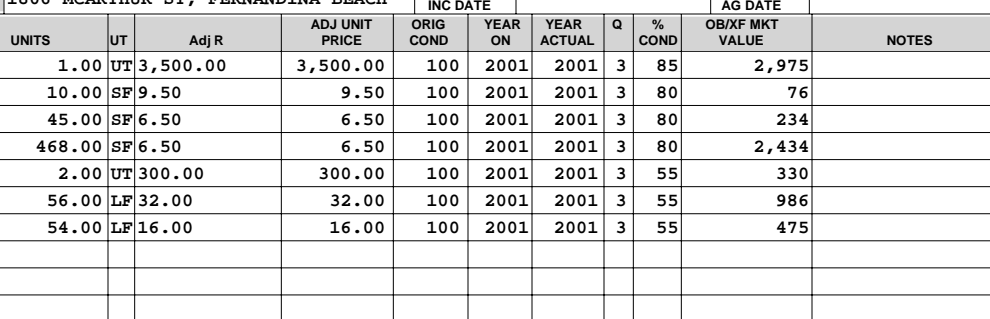 1806 MCARTHUR ST, FERNANDINA BEACH INC DATE AG DATE
UNITS UT Adj R ADJ UNIT PRICE ORIG COND YEAR ON YEAR ACTUAL Q % COND OB/XF MKT VALUE NOTES
1.00 UT 3,500.00 3,500.00 100 2001 2001 3 85 2,975
10.00 SF 9.50 9.50 100 2001 2001 3 80 76
45.00 SF 6.50 6.50 100 2001 2001 3 80 234
468.00 SF 6.50 6.50 100 2001 2001 3 80 2,434
2.00 UT 300.00 300.00 100 2001 2001 3 55 330
56.00 LF 32.00 32.00 100 2001 2001 3 55 986
54.00 LF 16.00 16.00 100 2001 2001 3 55 475